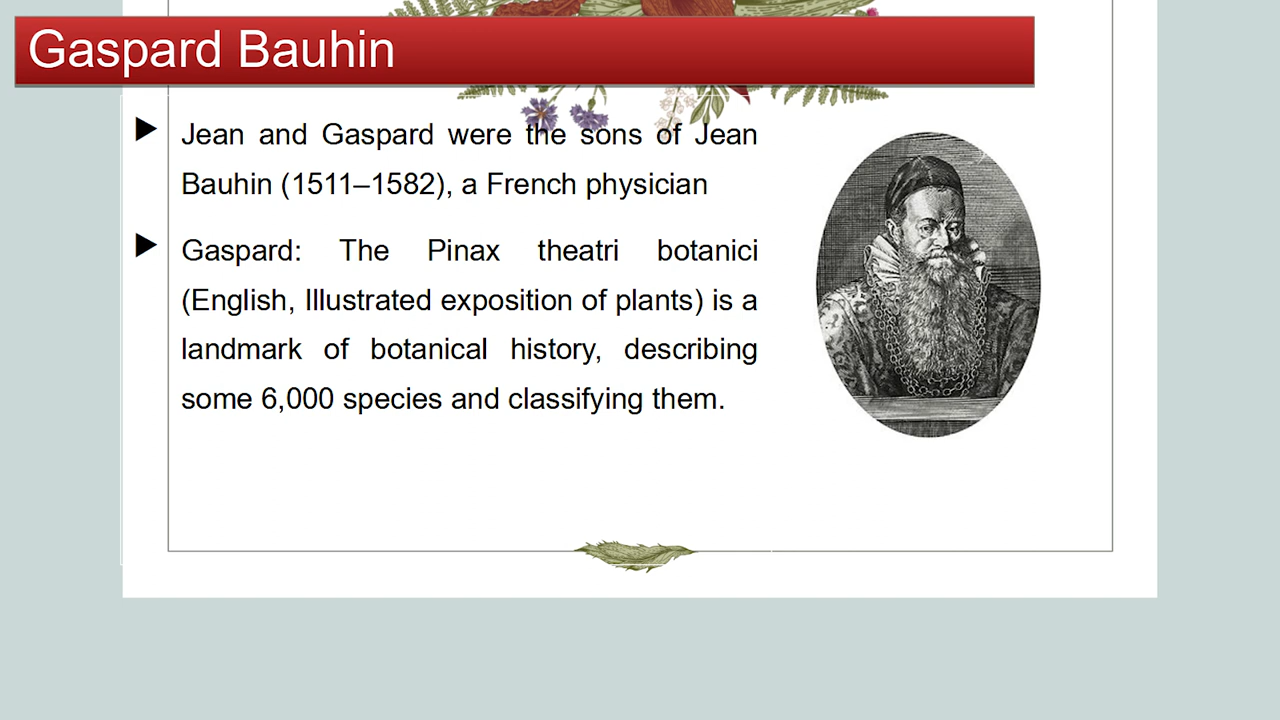 Gaspard Bauhin
Jean and Gaspard were the sons of Jean
Bauhin (1511–1582), a French physician
Gaspard: The Pinax theatri botanici
(English, Illustrated exposition of plants) is a
landmark of botanical history, describing
some 6,000 species and classifying them.